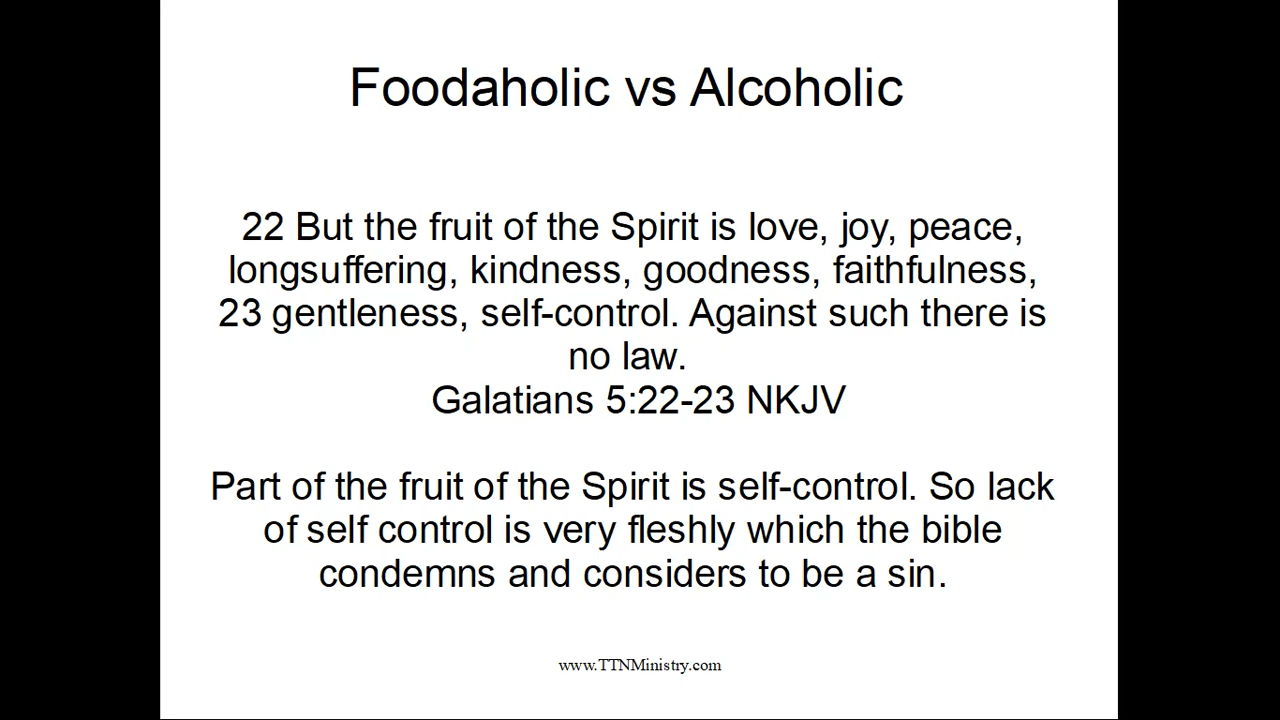 Foodaholic vs Alcoholic
22 But the fruit of the Spirit is love, joy, peace,
longsuffering, kindness, goodness, faithfulness,
23 gentleness, self-control. Against such there is
no law.
Galatians 5:22-23 NKJV
Part of the fruit of the Spirit is self-control. So lack
of self control is very fleshly which the bible
condemns and considers to be a sin.
www.TTNMinistry.com